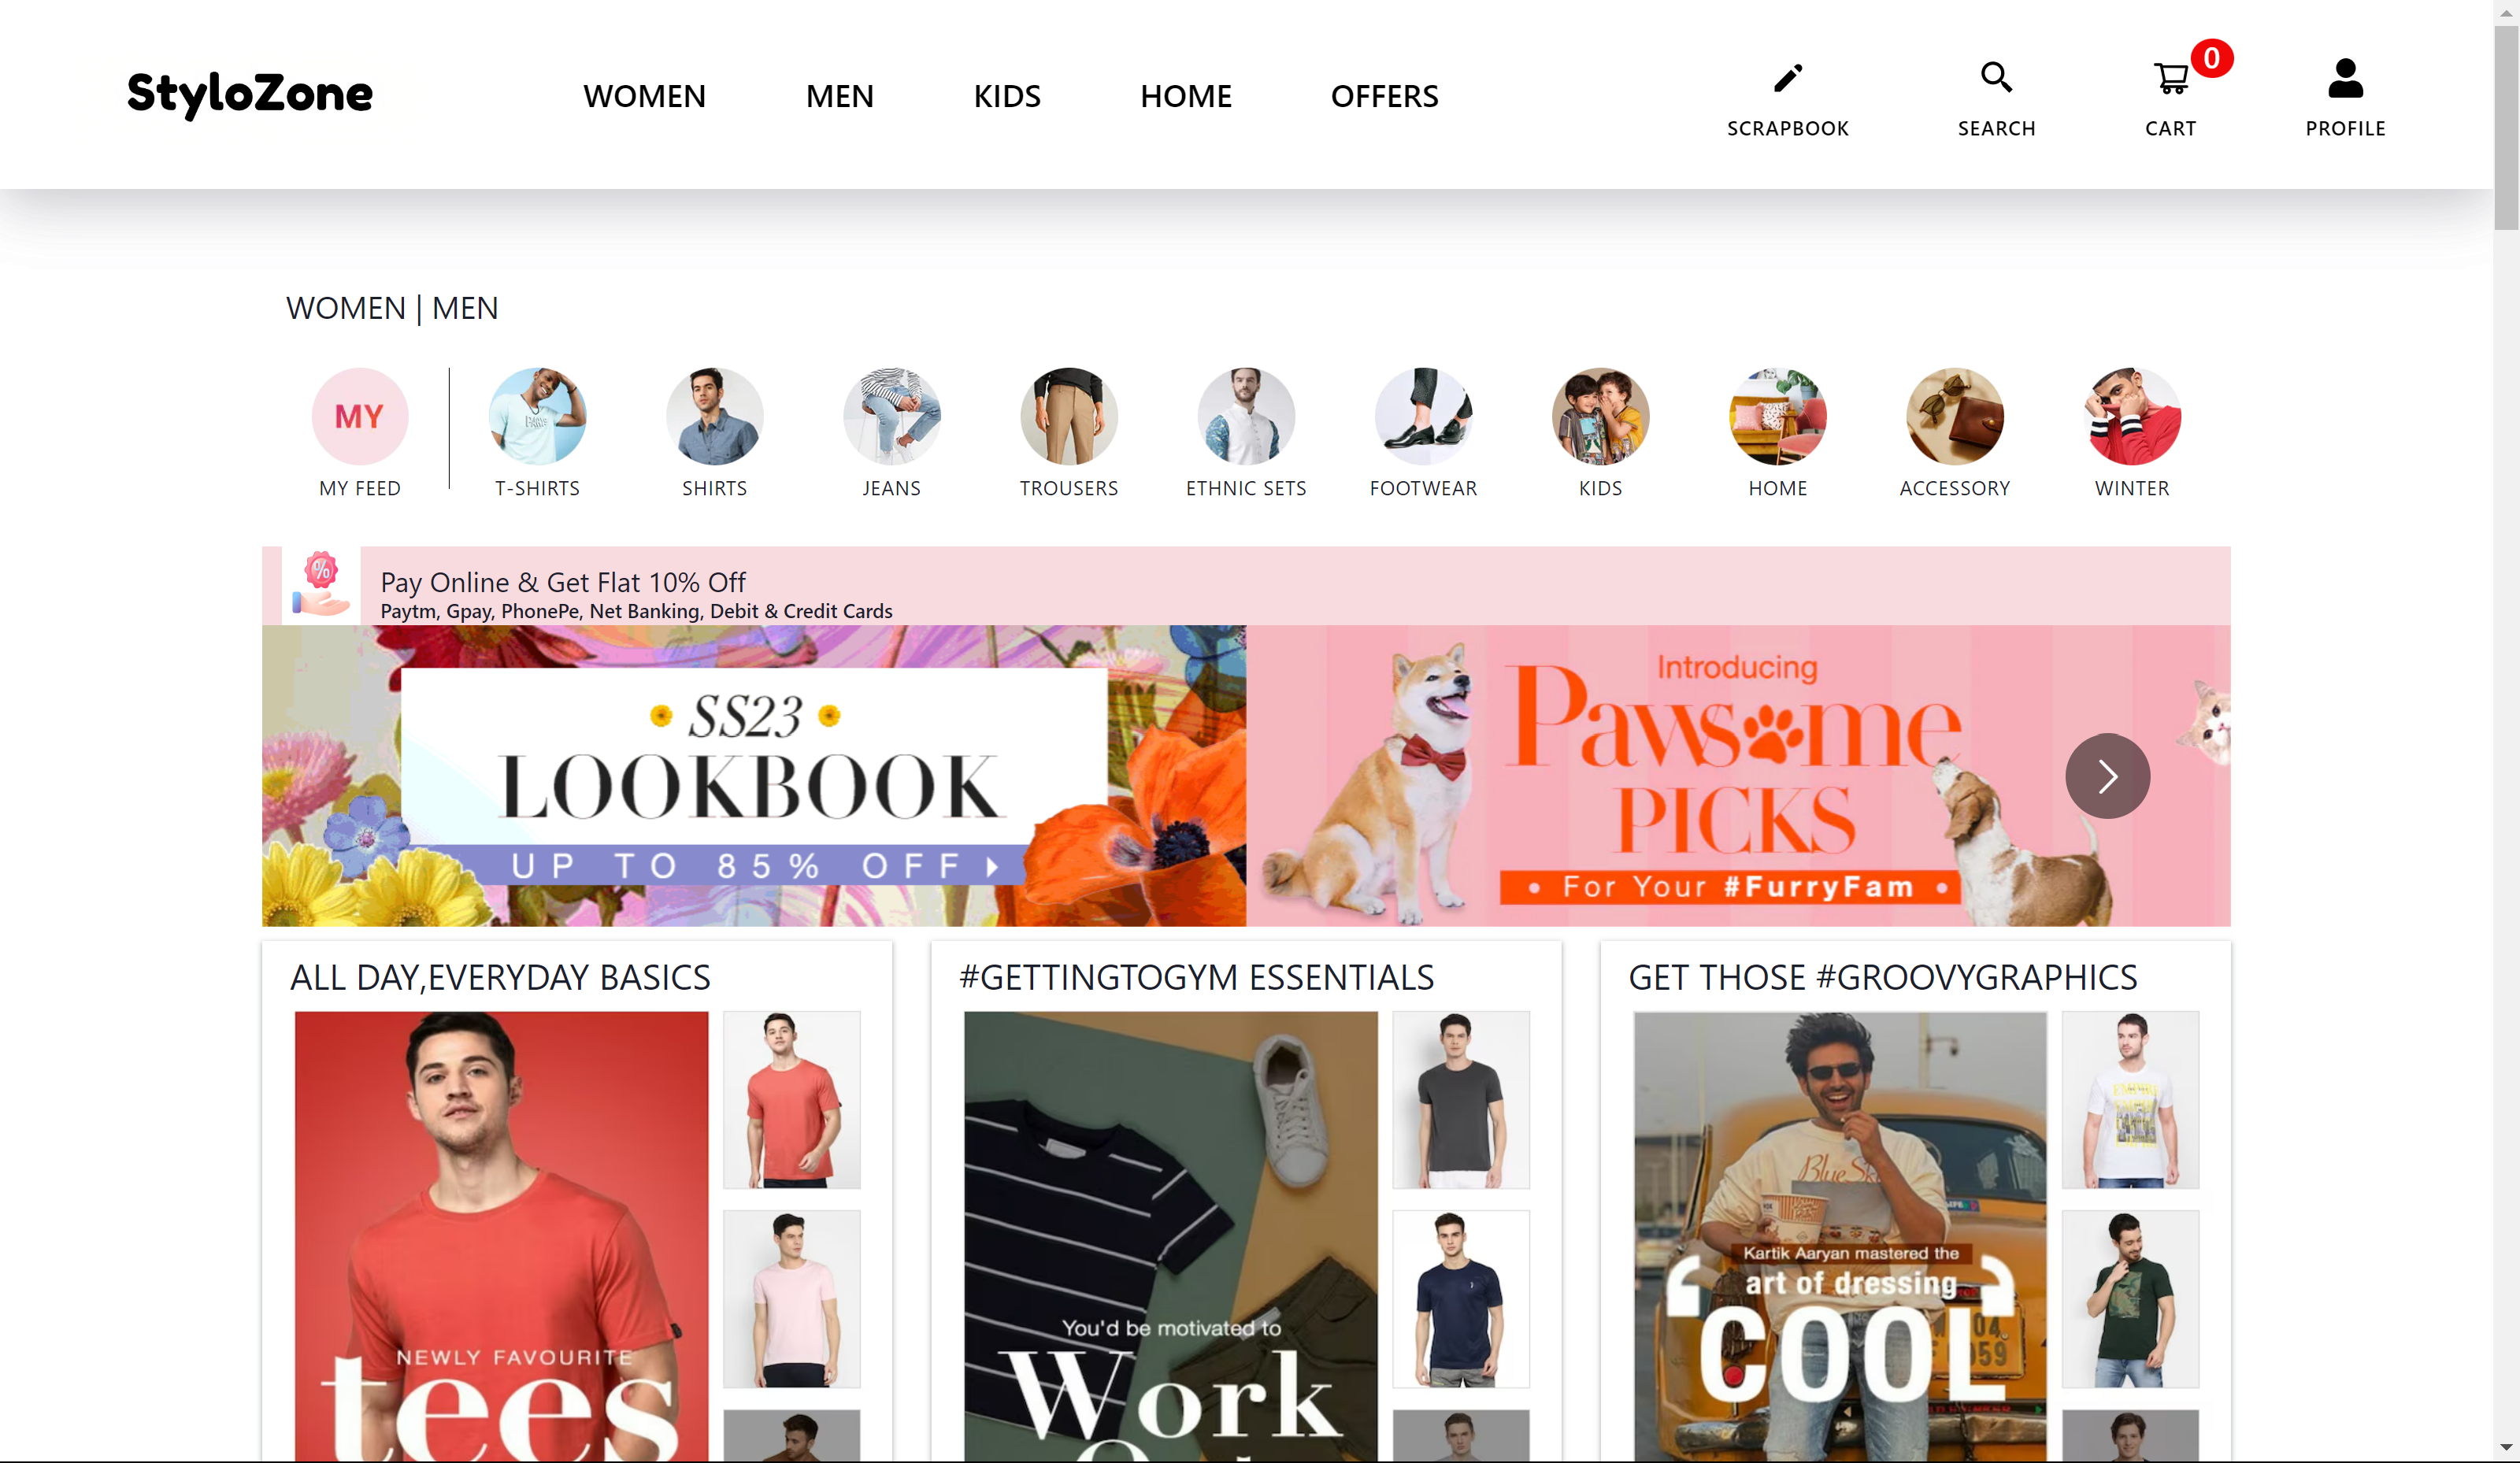 StyloZone
WOMEN
MEN
KIDS
HOME
OFFERS
SCRAPBOOK
SEARCH
0
CART
PROFILE
WOMEN | MEN
MY
MY FEED
T-SHIRTS
SHIRTS
JEANS
TROUSERS
ETHNIC SETS
FOOTWEAR
KIDS
HOME
ACCESSORY
WINTER
%
Pay Online & Get Flat 10% Off
Paytm, Gpay, PhonePe, Net Banking, Debit & Credit Cards
SS23
LOOKBOOK
UP TO 85% OFF
Introducing
Pawsome
PICKS
• For Your #FurryFam •
ALL DAY,EVERYDAY BASICS
NEWLY FAVOURITE
tees
#GETTINGTOGYM ESSENTIALS
You'd be motivated to
Work
GET THOSE #GROOVYGRAPHICS
Kartik Aaryan mastered the
art of dressing
COOL